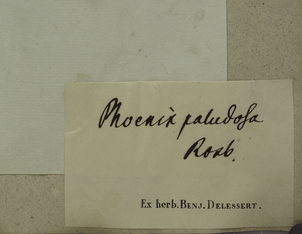 Phoenix paludosa
Roxb.
Ex herb. Benj. Delessert.